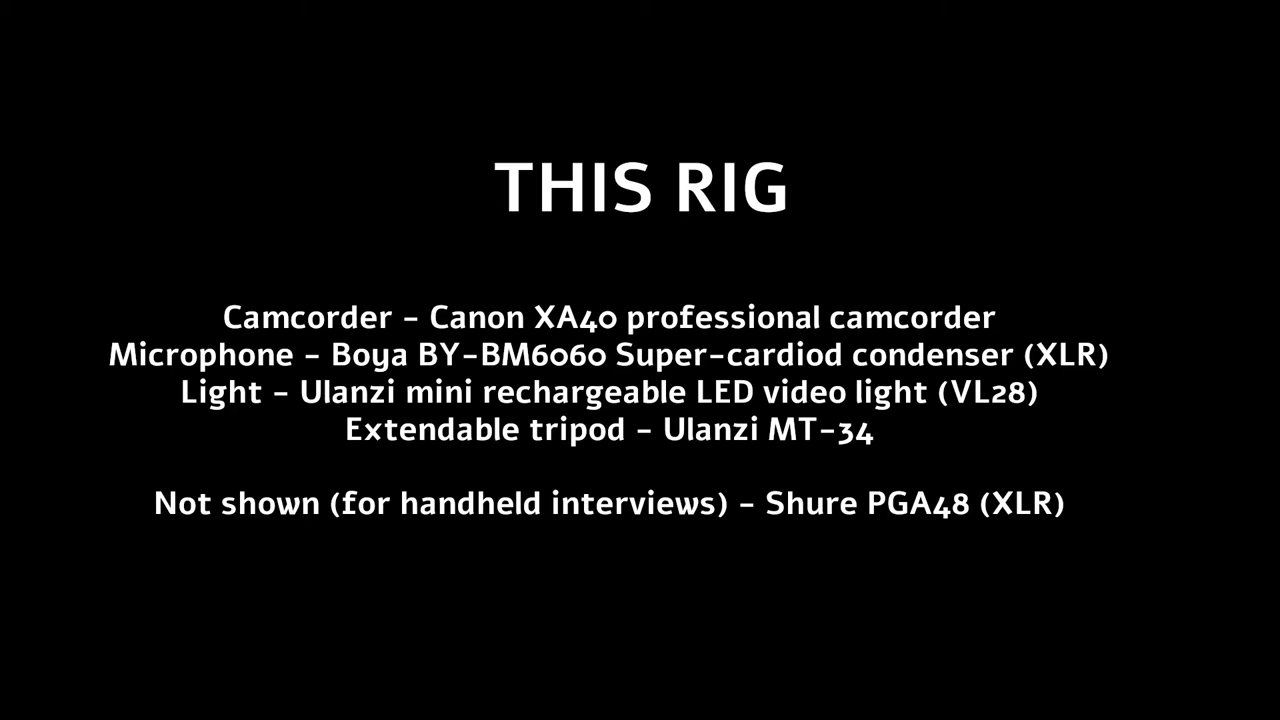 THIS RIG
Camcorder - Canon XA40 professional camcorder
Microphone - Boya BY-BM6060 Super-cardiod condenser (XLR)
Light - Ulanzi mini rechargeable LED video light (VL28)
Extendable tripod - Ulanzi MT-34
Not shown (for handheld interviews) - Shure PGA48 (XLR)